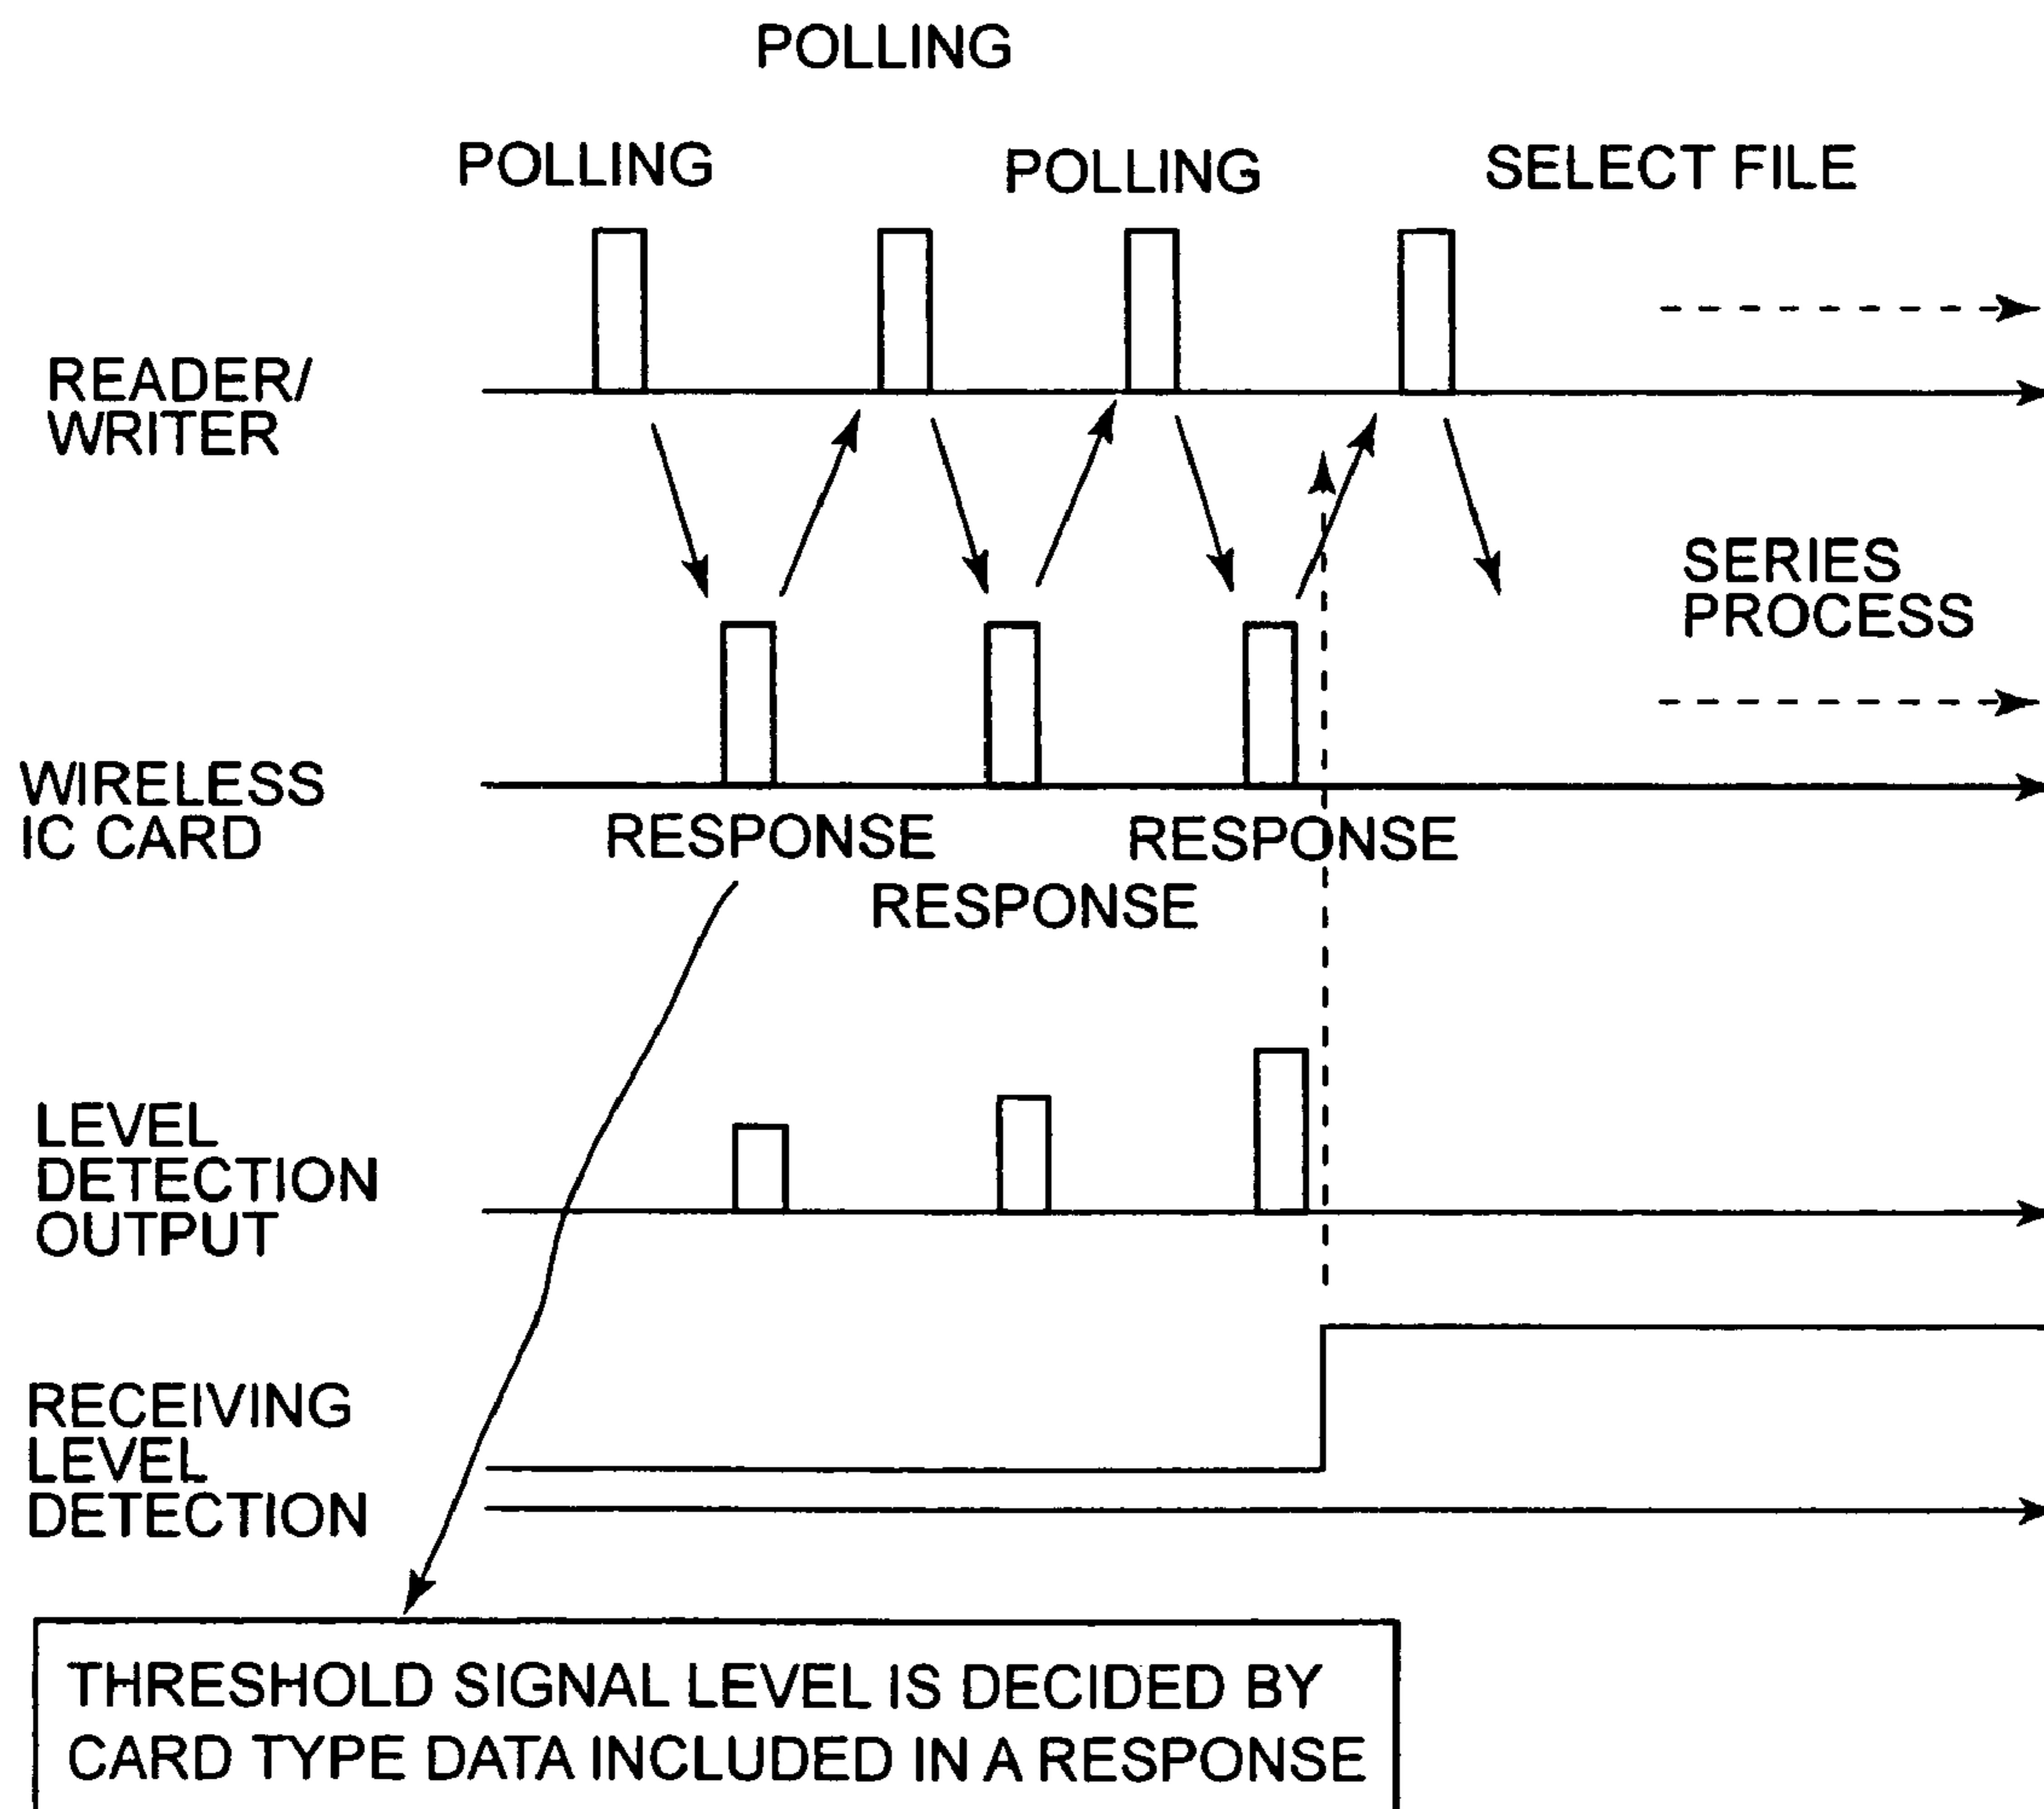 POLLING
POLLING
POLLING
SELECT FILE
READER/
WRITER
SERIES
PROCESS
WIRELESS
IC CARD
RESPONSE
RESPONSE
RESPONSE
LEVEL
DETECTION
OUTPUT
RECEIVING
LEVEL
DETECTION
THRESHOLD SIGNAL LEVEL IS DECIDED BY
CARD TYPE DATA INCLUDED IN A RESPONSE